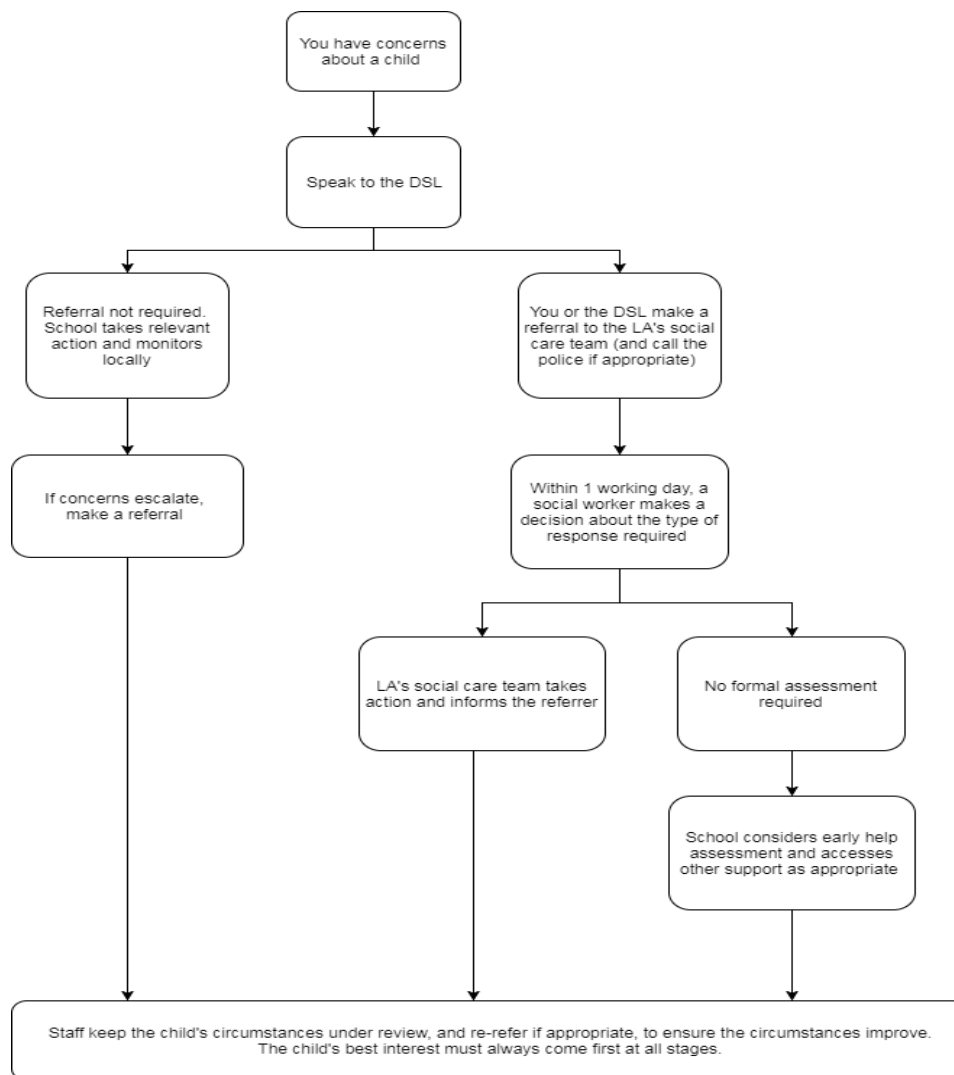 You have concerns
about a child
Speak to the DSL
Referral not required.
School takes relevant
action and monitors
locally
You or the DSL make a
referral to the LA's social
care team (and call the
police if appropriate)
If concerns escalate,
make a referral
Within 1 working day, a
social worker makes a
decision about the type of
response required
LA's social care team takes
action and informs the referrer
No formal assessment
required
School considers early help
assessment and accesses
other support as appropriate
Staff keep the child's circumstances under review, and re-refer if appropriate, to ensure the circumstances improve.
The child's best interest must always come first at all stages.